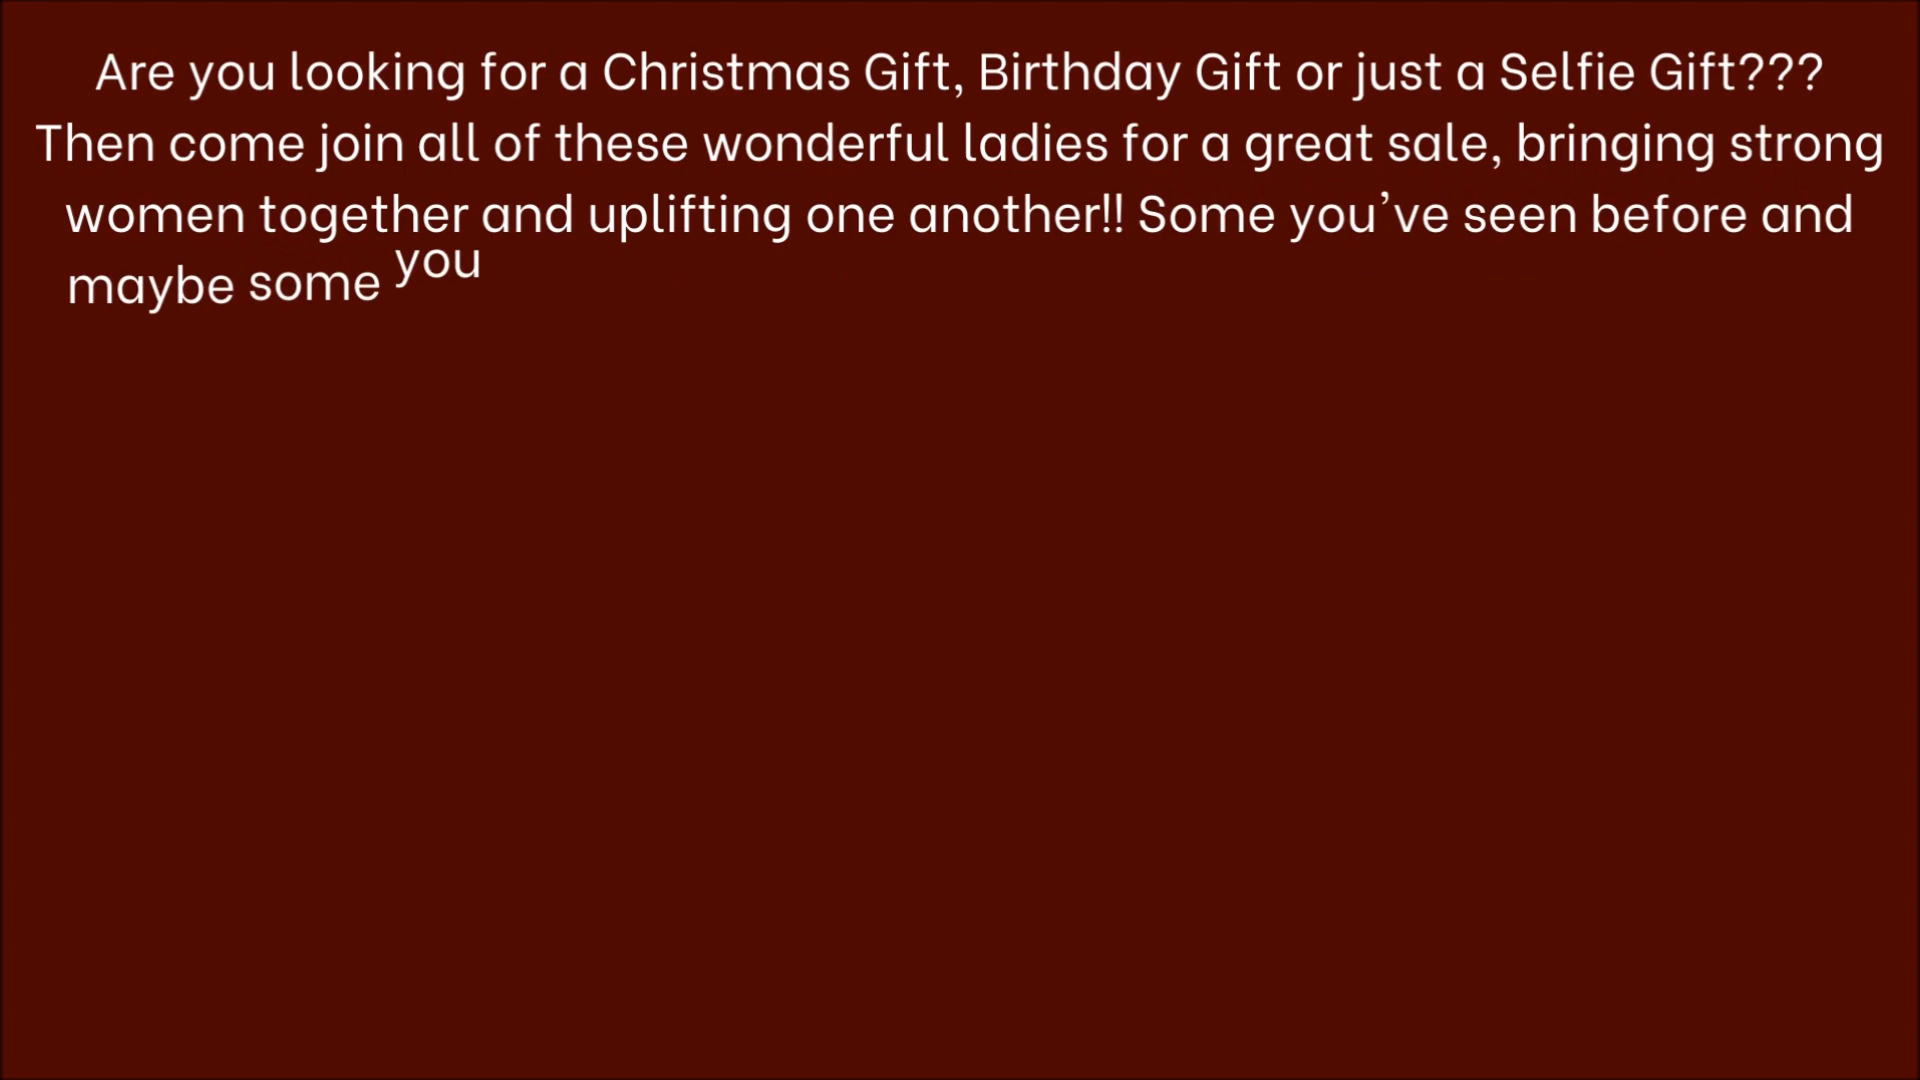 Are you looking for a Christmas Gift, Birthday Gift or just a Selfie Gift???
Then come join all of these wonderful ladies for a great sale, bringing strong
women together and uplifting one another!! Some you’ve seen before and
maybe some you